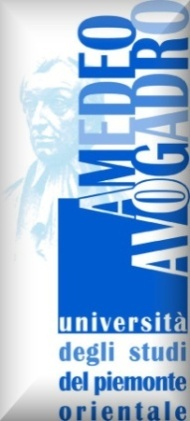 AMEDEO
AVOGADRO
università
degli studi
del piemonte
orientale